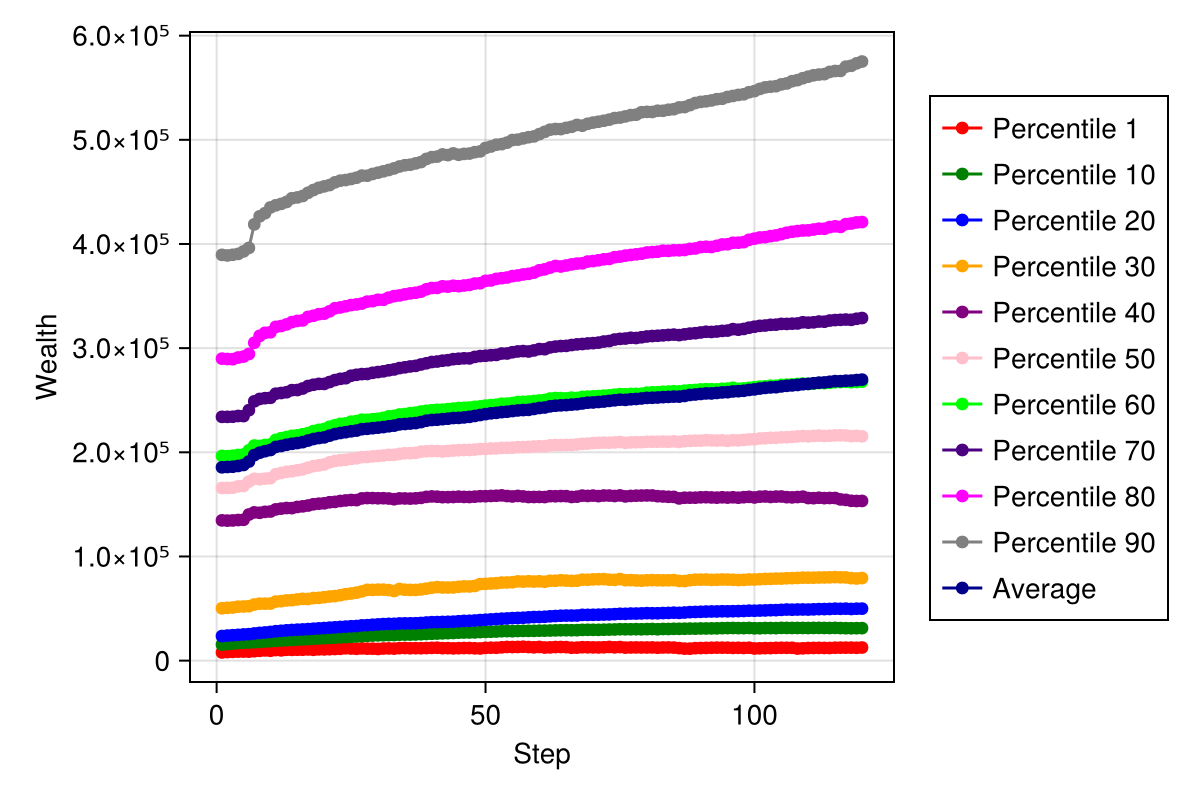 6.0×10⁵
5.0×10⁵
4.0×10⁵
3.0×10⁵
2.0×10⁵
1.0×10⁵
0
Wealth
0 50 100
Step
Percentile 1
Percentile 10
Percentile 20
Percentile 30
Percentile 40
Percentile 50
Percentile 60
Percentile 70
Percentile 80
Percentile 90
Average